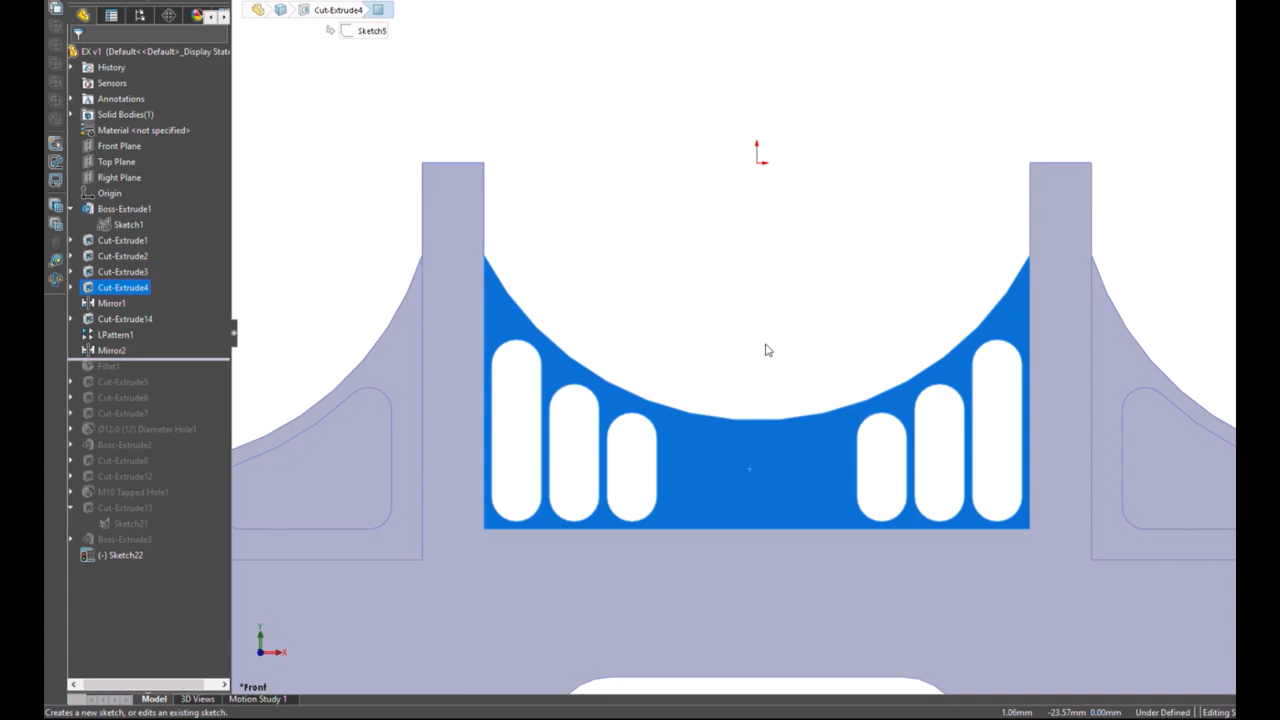 Cut-Extrude4
Sketch5
EX v1 (Default<<Default>_Display State
History
Sensors
Annotations
Solid Bodies(1)
Material <not specified>
Front Plane
Top Plane
Right Plane
Origin
Boss-Extrude1
Sketch1
Cut-Extrude1
Cut-Extrude2
Cut-Extrude3
Cut-Extrude4
Mirror1
Cut-Extrude14
LPattern1
Mirror2
Fillet1
Cut-Extrude5
Cut-Extrude6
Cut-Extrude7
Ø12.0 (12) Diameter Hole1
Boss-Extrude2
Cut-Extrude8
Cut-Extrude12
M10 Tapped Hole1
Cut-Extrude13
Sketch21
Boss-Extrude3
(-) Sketch22
Y
X
*Front
Model 3D Views Motion Study 1
Creates a new sketch, or edits an existing sketch. 1.06mm -23.57mm 0.00mm Under Defined Editing S